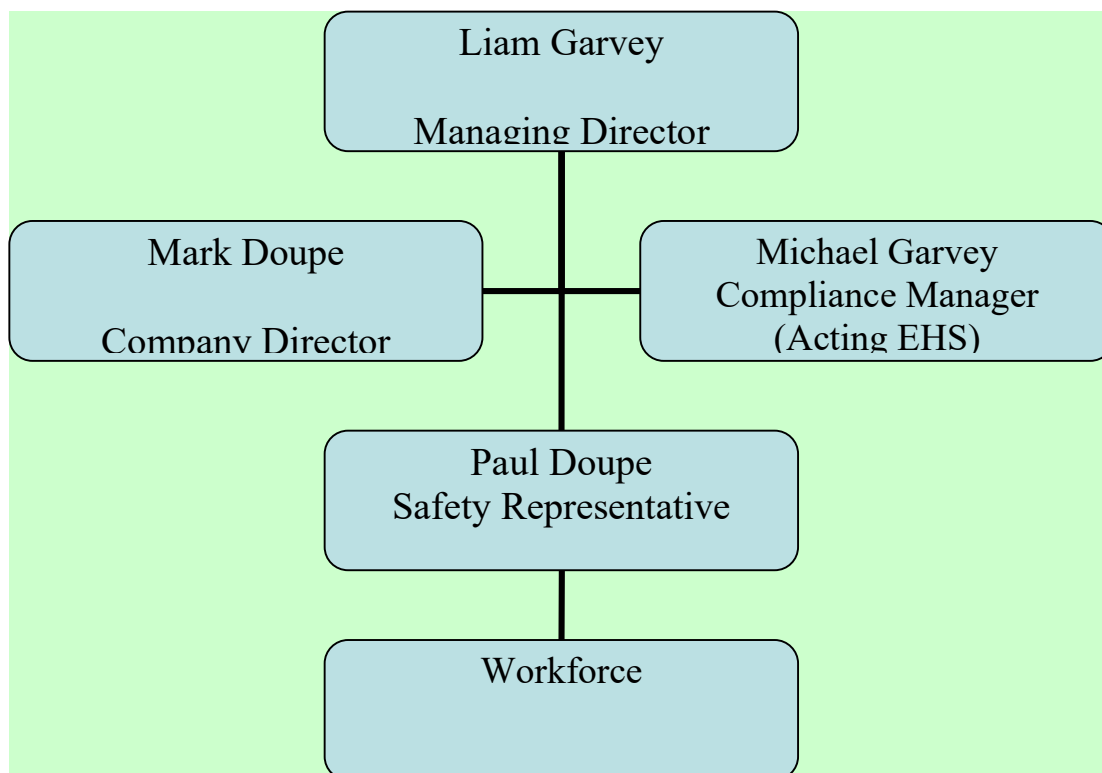 Liam Garvey
Managing Director
Mark Doupe
Company Director
Michael Garvey
Compliance Manager
(Acting EHS)
Paul Doupe
Safety Representative
Workforce